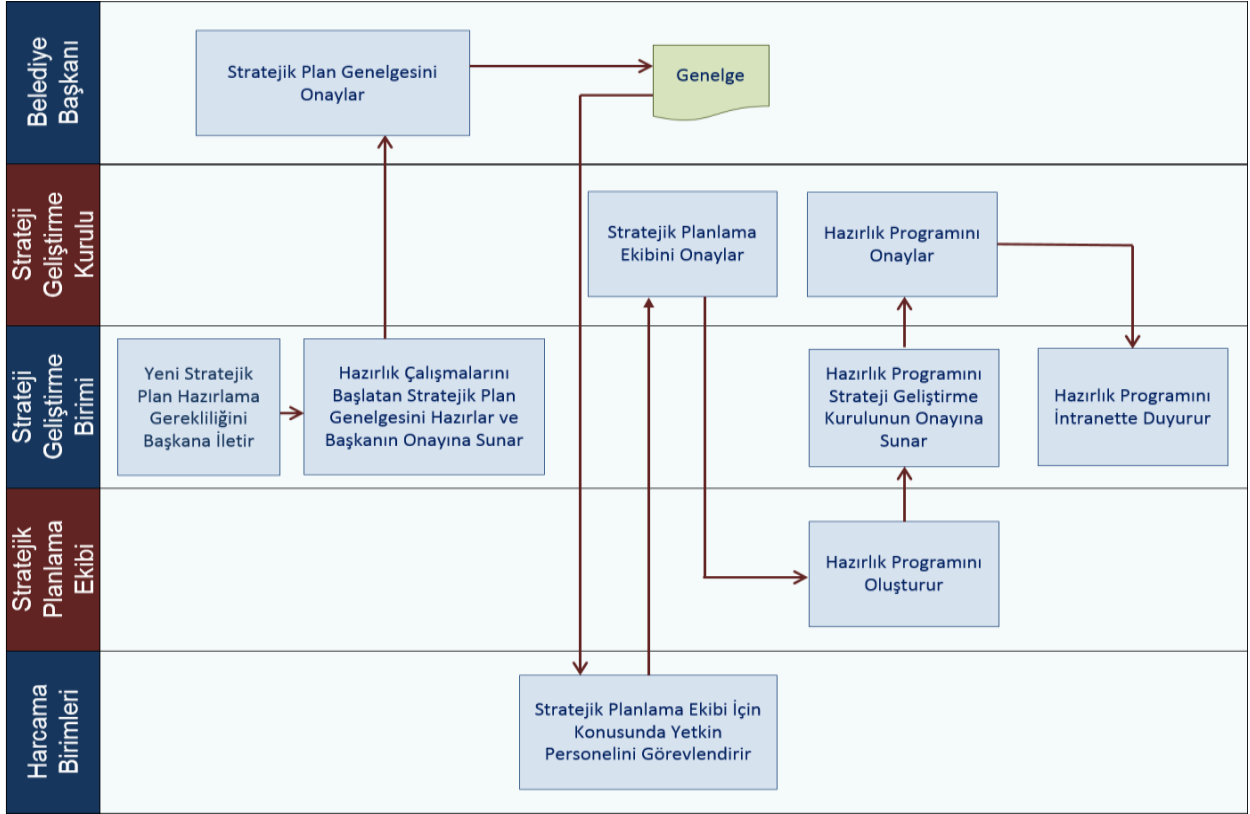 Belediye
Başkanı
Stratejik Plan Genelgesini
Onaylar
Genelge
Strateji
Geliştirme
Kurulu
Stratejik Planlama
Ekibini Onaylar
Hazırlık Programını
Onaylar
Strateji
Geliştirme
Birimi
Yeni Stratejik
Plan Hazırlama
Gerekliliğini
Başkana İletir
Hazırlık Çalışmalarını
Başlatan Stratejik Plan
Genelgesini Hazırlar ve
Başkanın Onayına Sunar
Hazırlık Programını
Strateji Geliştirme
Kurulunun Onayına
Sunar
Hazırlık Programını
İntranette Duyurur
Stratejik
Planlama
Ekibi
Hazırlık Programını
Oluşturur
Harcama
Birimleri
Stratejik Planlama Ekibi İçin
Konusunda Yetkin
Personelini Görevlendirir